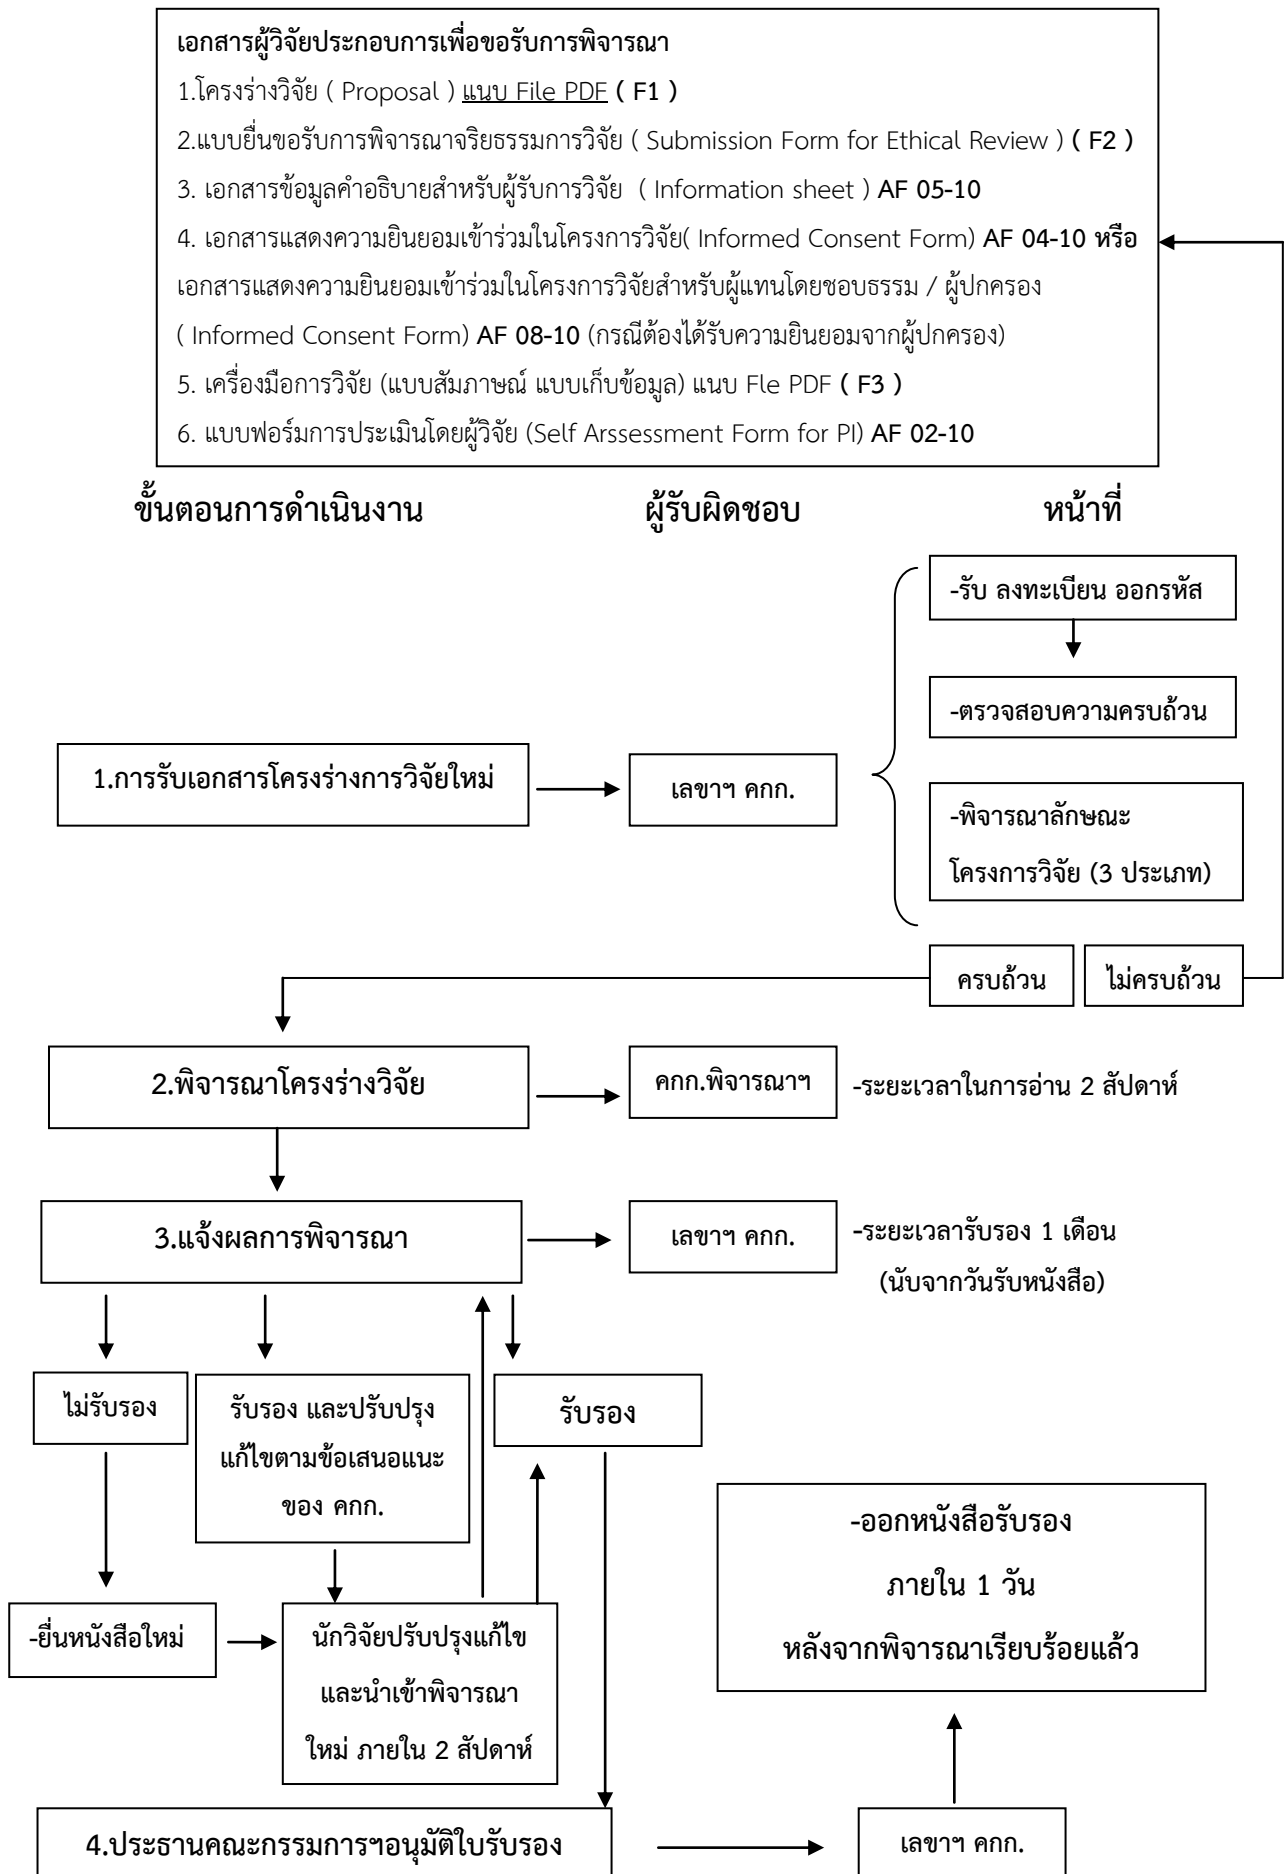 เอกสารผู้วิจัยประกอบการเพื่อขอรับการพิจารณา
1.โครงร่างวิจัย ( Proposal ) แนบ File PDF ( F1 )
2.แบบยื่นขอรับการพิจารณาจริยธรรมการวิจัย ( Submission Form for Ethical Review ) ( F2 )
3. เอกสารข้อมูลคำอธิบายสำหรับผู้รับการวิจัย ( Information sheet ) AF 05-10
4. เอกสารแสดงความยินยอมเข้าร่วมในโครงการวิจัย( Informed Consent Form) AF 04-10 หรือ
เอกสารแสดงความยินยอมเข้าร่วมในโครงการวิจัยสำหรับผู้แทนโดยชอบธรรม / ผู้ปกครอง
( Informed Consent Form) AF 08-10 (กรณีต้องได้รับความยินยอมจากผู้ปกครอง)
5. เครื่องมือการวิจัย (แบบสัมภาษณ์ แบบเก็บข้อมูล) แนบ Fle PDF ( F3 )
6. แบบฟอร์มการประเมินโดยผู้วิจัย (Self Arssessment Form for PI) AF 02-10
ขั้นตอนการดำเนินงาน ผู้รับผิดชอบ หน้าที่
-รับ ลงทะเบียน ออกรหัส
-ตรวจสอบความครบถ้วน
1.การรับเอกสารโครงร่างการวิจัยใหม่
เลขาฯ คกก.
-พิจารณาลักษณะ
โครงการวิจัย (3 ประเภท)
ครบถ้วน
ไม่ครบถ้วน
2.พิจารณาโครงร่างวิจัย
คกก.พิจารณาฯ
-ระยะเวลาในการอ่าน 2 สัปดาห์
3.แจ้งผลการพิจารณา
เลขาฯ คกก.
-ระยะเวลารับรอง 1 เดือน
(นับจากวันรับหนังสือ)
ไม่รับรอง
รับรอง และปรับปรุง
แก้ไขตามข้อเสนอแนะ
ของ คกก.
รับรอง
-ออกหนังสือรับรอง
ภายใน 1 วัน
หลังจากพิจารณาเรียบร้อยแล้ว
-ยื่นหนังสือใหม่
นักวิจัยปรับปรุงแก้ไข
และนำเข้าพิจารณา
ใหม่ ภายใน 2 สัปดาห์
4.ประธานคณะกรรมการฯอนุมัติใบรับรอง
เลขาฯ คกก.